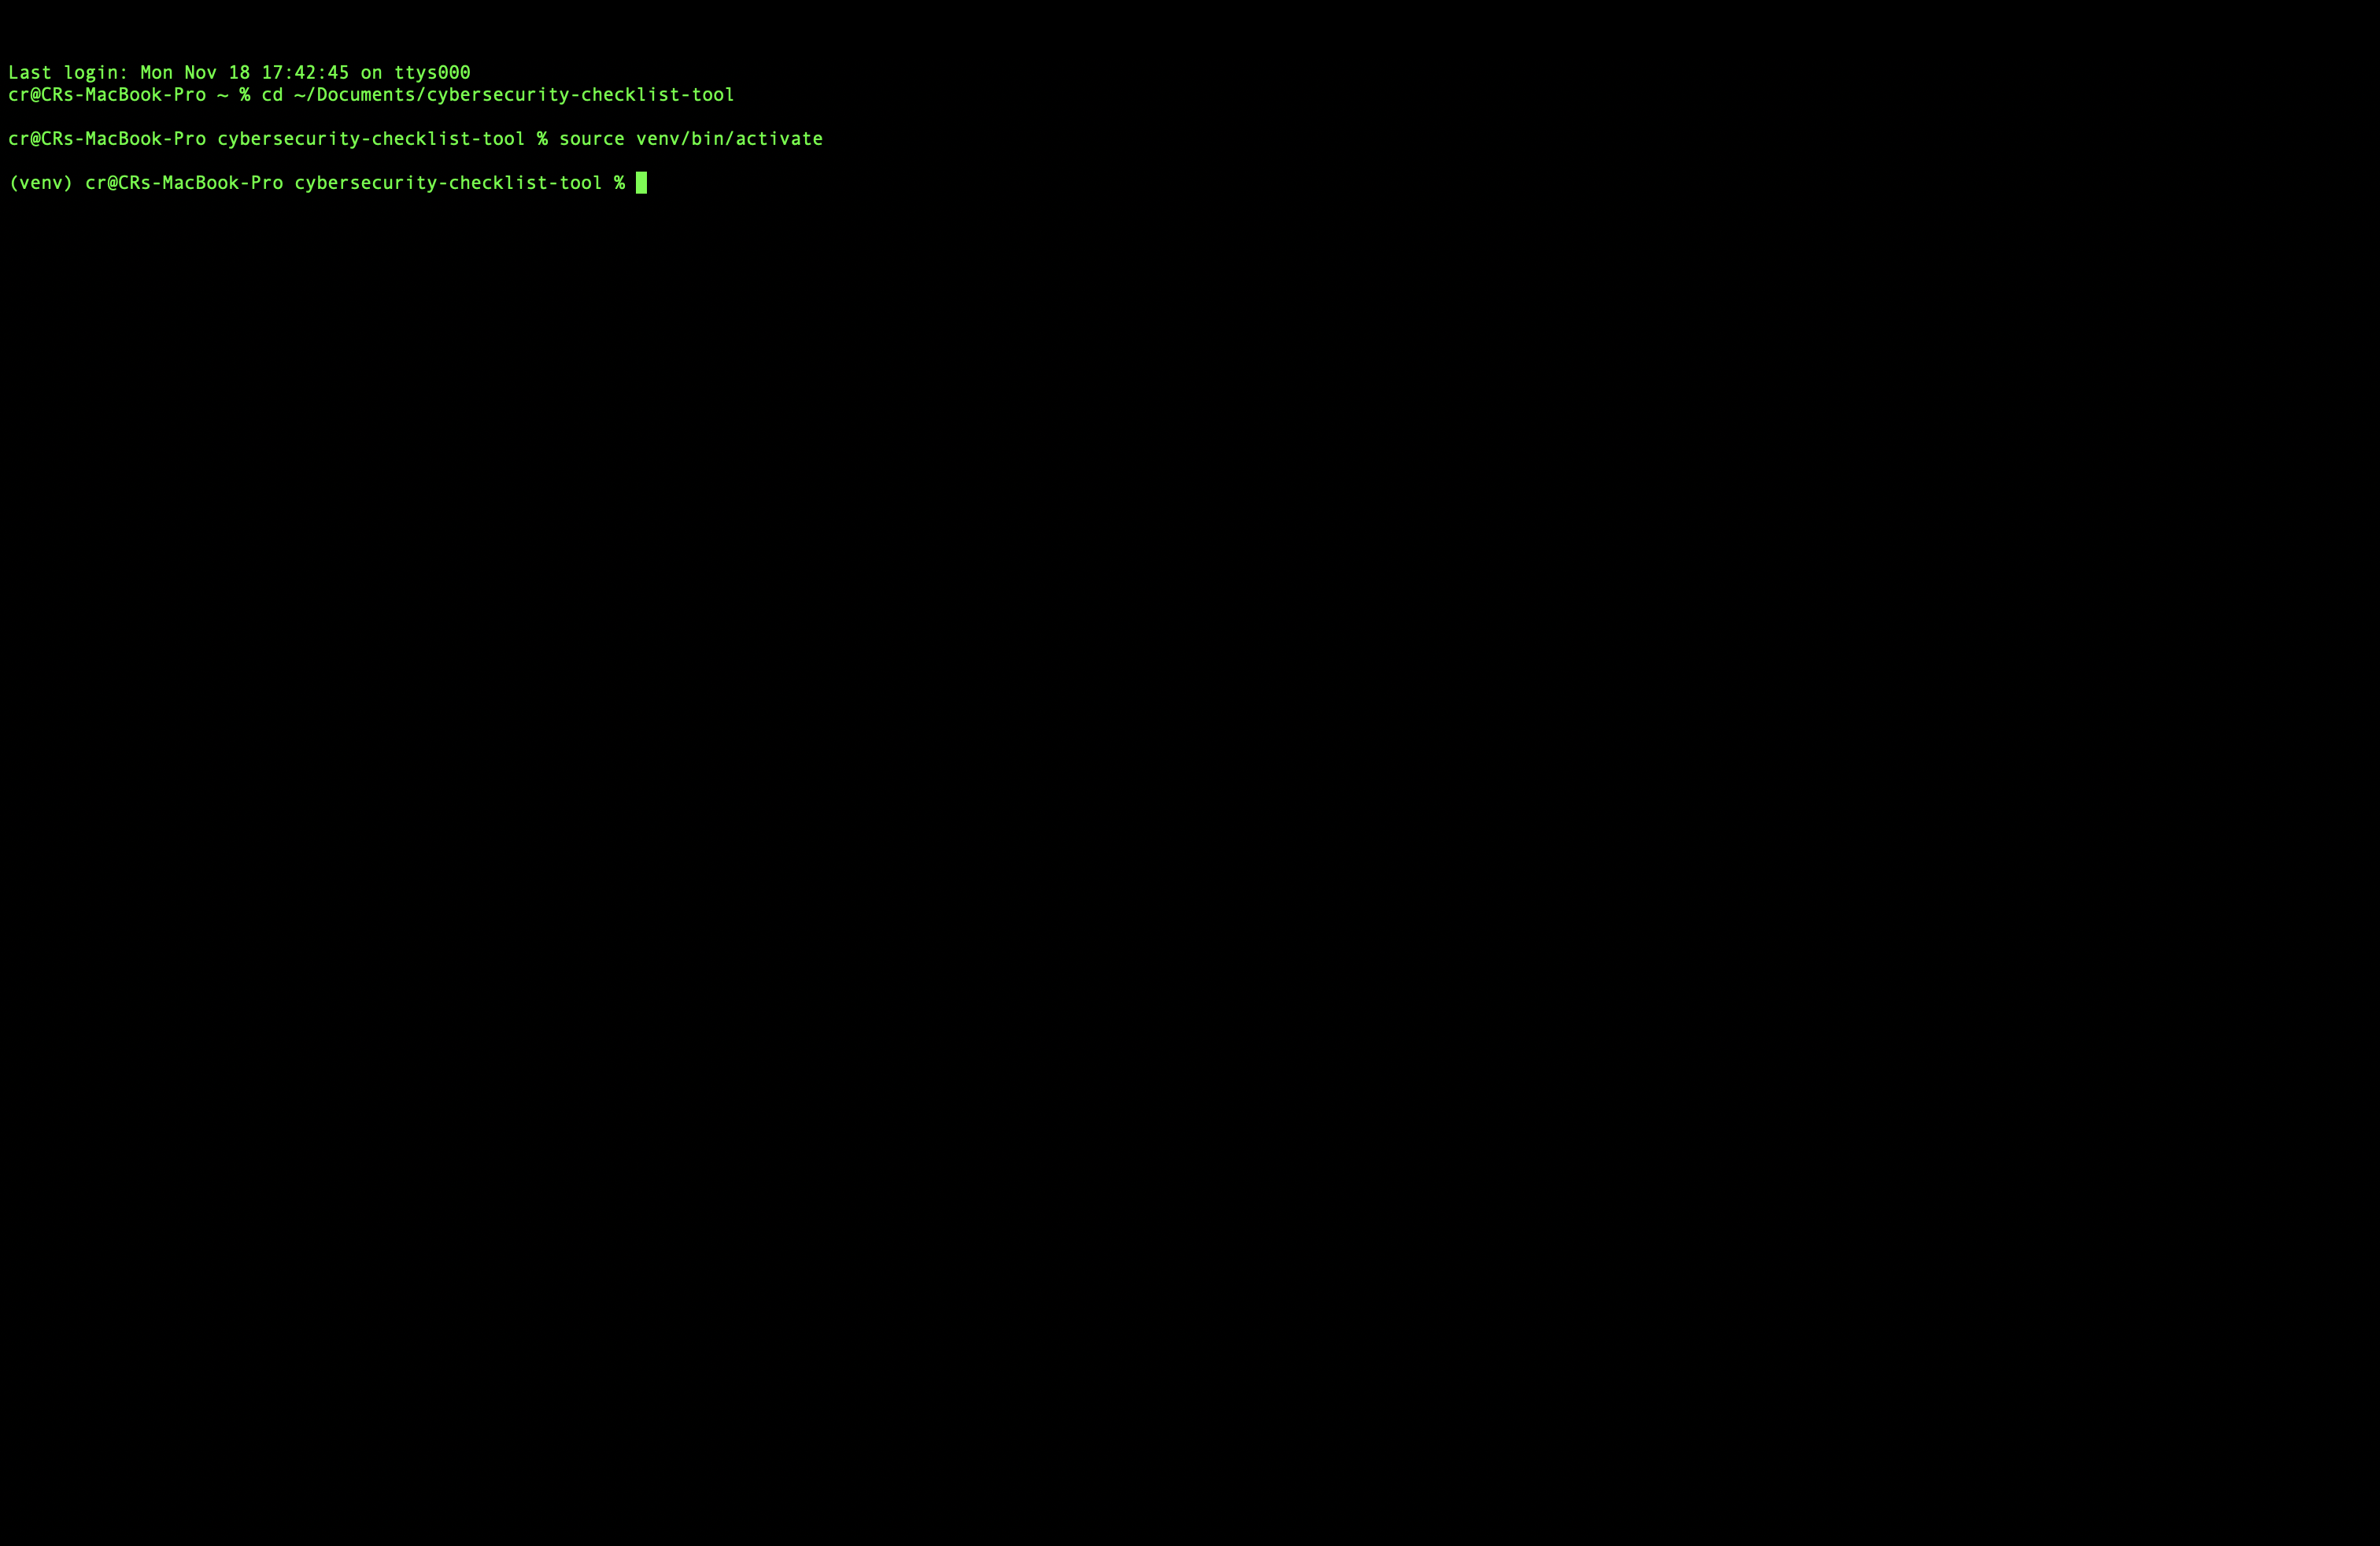 Last login: Mon Nov 18 17:42:45 on ttys000
cr@CRs-MacBook-Pro ~ % cd ~/Documents/cybersecurity-checklist-tool
cr@CRs-MacBook-Pro cybersecurity-checklist-tool % source venv/bin/activate
(venv) cr@CRs-MacBook-Pro cybersecurity-checklist-tool %